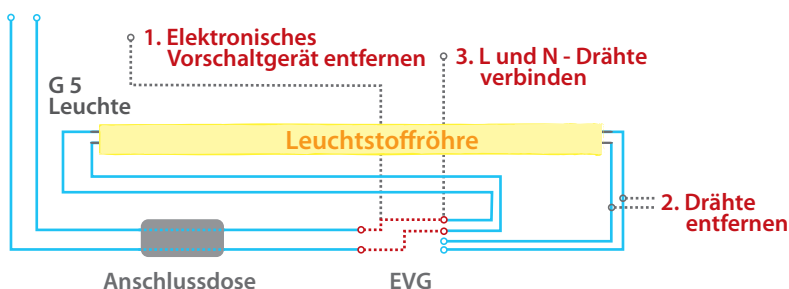 1. Elektronisches
Vorschaltgerät entfernen
3. L und N - Drähte
verbinden
G 5
Leuchte
Leuchtstoffröhre
2. Drähte
entfernen
Anschlussdose
EVG